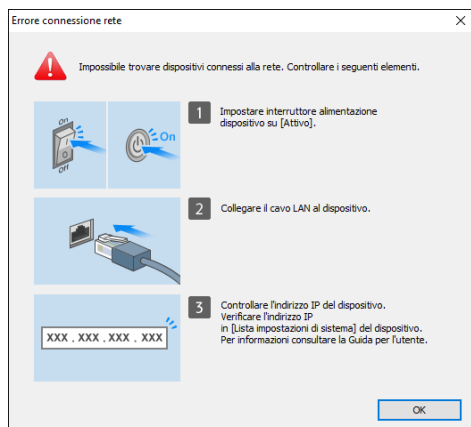 Errore connessione rete
Impossibile trovare dispositivi connessi alla rete. Controllare i seguenti elementi.
On
Off
On
1
Impostare interruttore alimentazione
dispositivo su [Attivo].
2
Collegare il cavo LAN al dispositivo.
3
Controllare l'indirizzo IP del dispositivo.
Verificare l'indirizzo IP
in [Lista impostazioni di sistema] del dispositivo.
Per informazioni consultare la Guida per l'utente.
XXX . XXX . XXX . XXX
OK